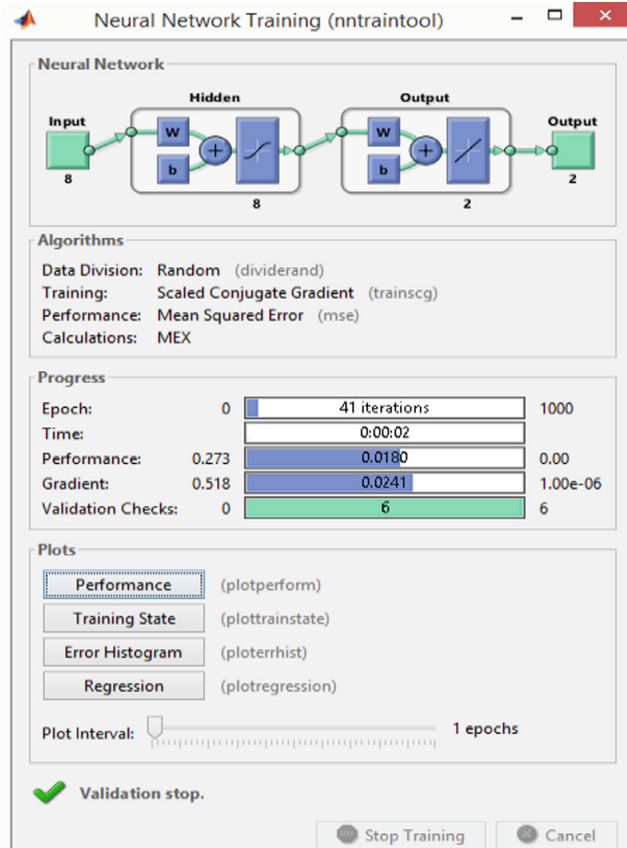 Neural Network Training (nntraintool)
Neural Network
Hidden Output
Input Output
W W
+ +
b b
8 2
8 2
Algorithms
Data Division: Random (dividerand)
Training: Scaled Conjugate Gradient (trainscg)
Performance: Mean Squared Error (mse)
Calculations: MEX
Progress
Epoch: 0 41 iterations 1000
Time: 0:00:02
Performance: 0.273 0.0180 0.00
Gradient: 0.518 0.0241 1.00e-06
Validation Checks: 0 6 6
Plots
Performance (plotperform)
Training State (plottrainstate)
Error Histogram (ploterrhist)
Regression (plotregression)
Plot Interval: 1 epochs
Validation stop.
Stop Training Cancel